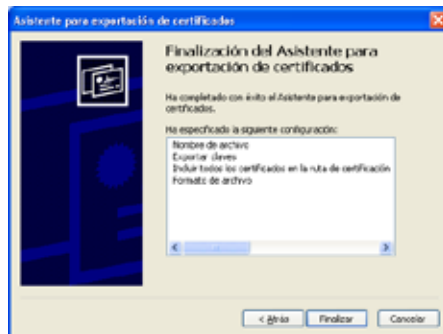 Asistente para exportación de certificados
Finalización del Asistente para
exportación de certificados
Ha completado con éxito el Asistente para exportación de
certificados.
Ha especificado la siguiente configuración:
Nombre de archivo
Exportar claves
Incluir todos los certificados en la ruta de certificación
Formato de archivo
< Atrás
Finalizar
Cancelar